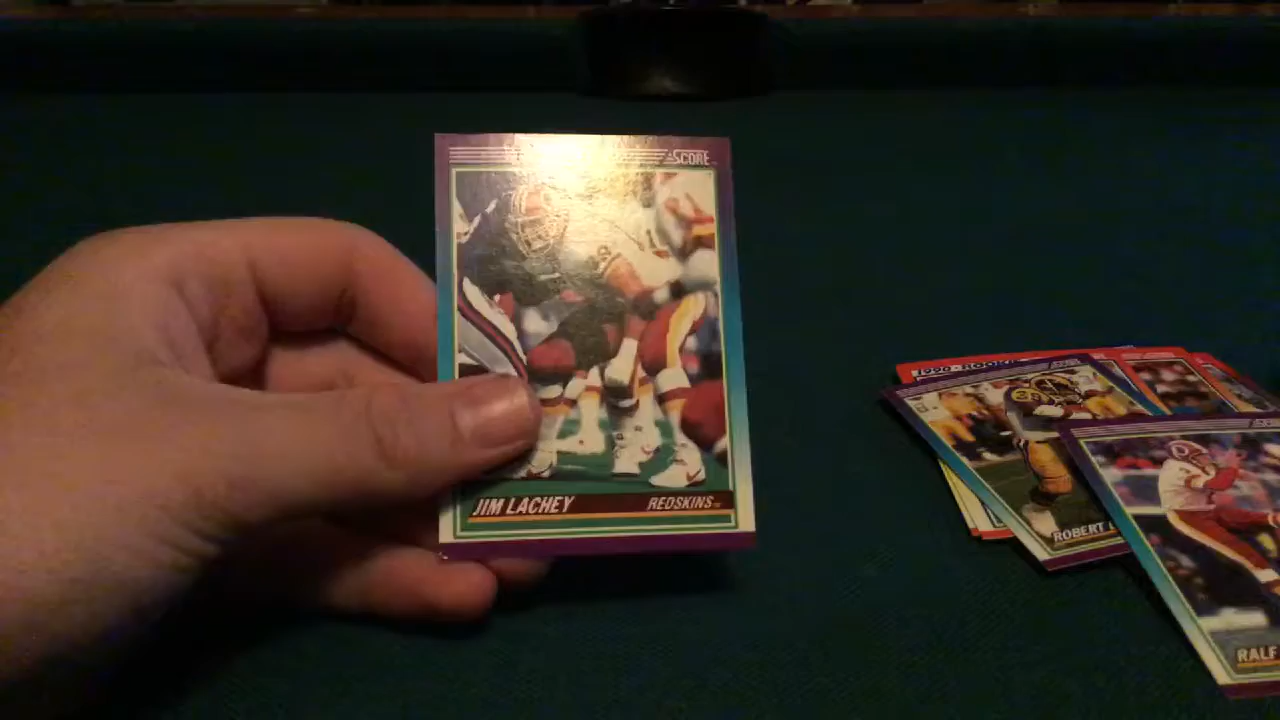 SCORE
JIM LACHEY REDSKINS
1990 ROOKIE
ROBERT
RALF